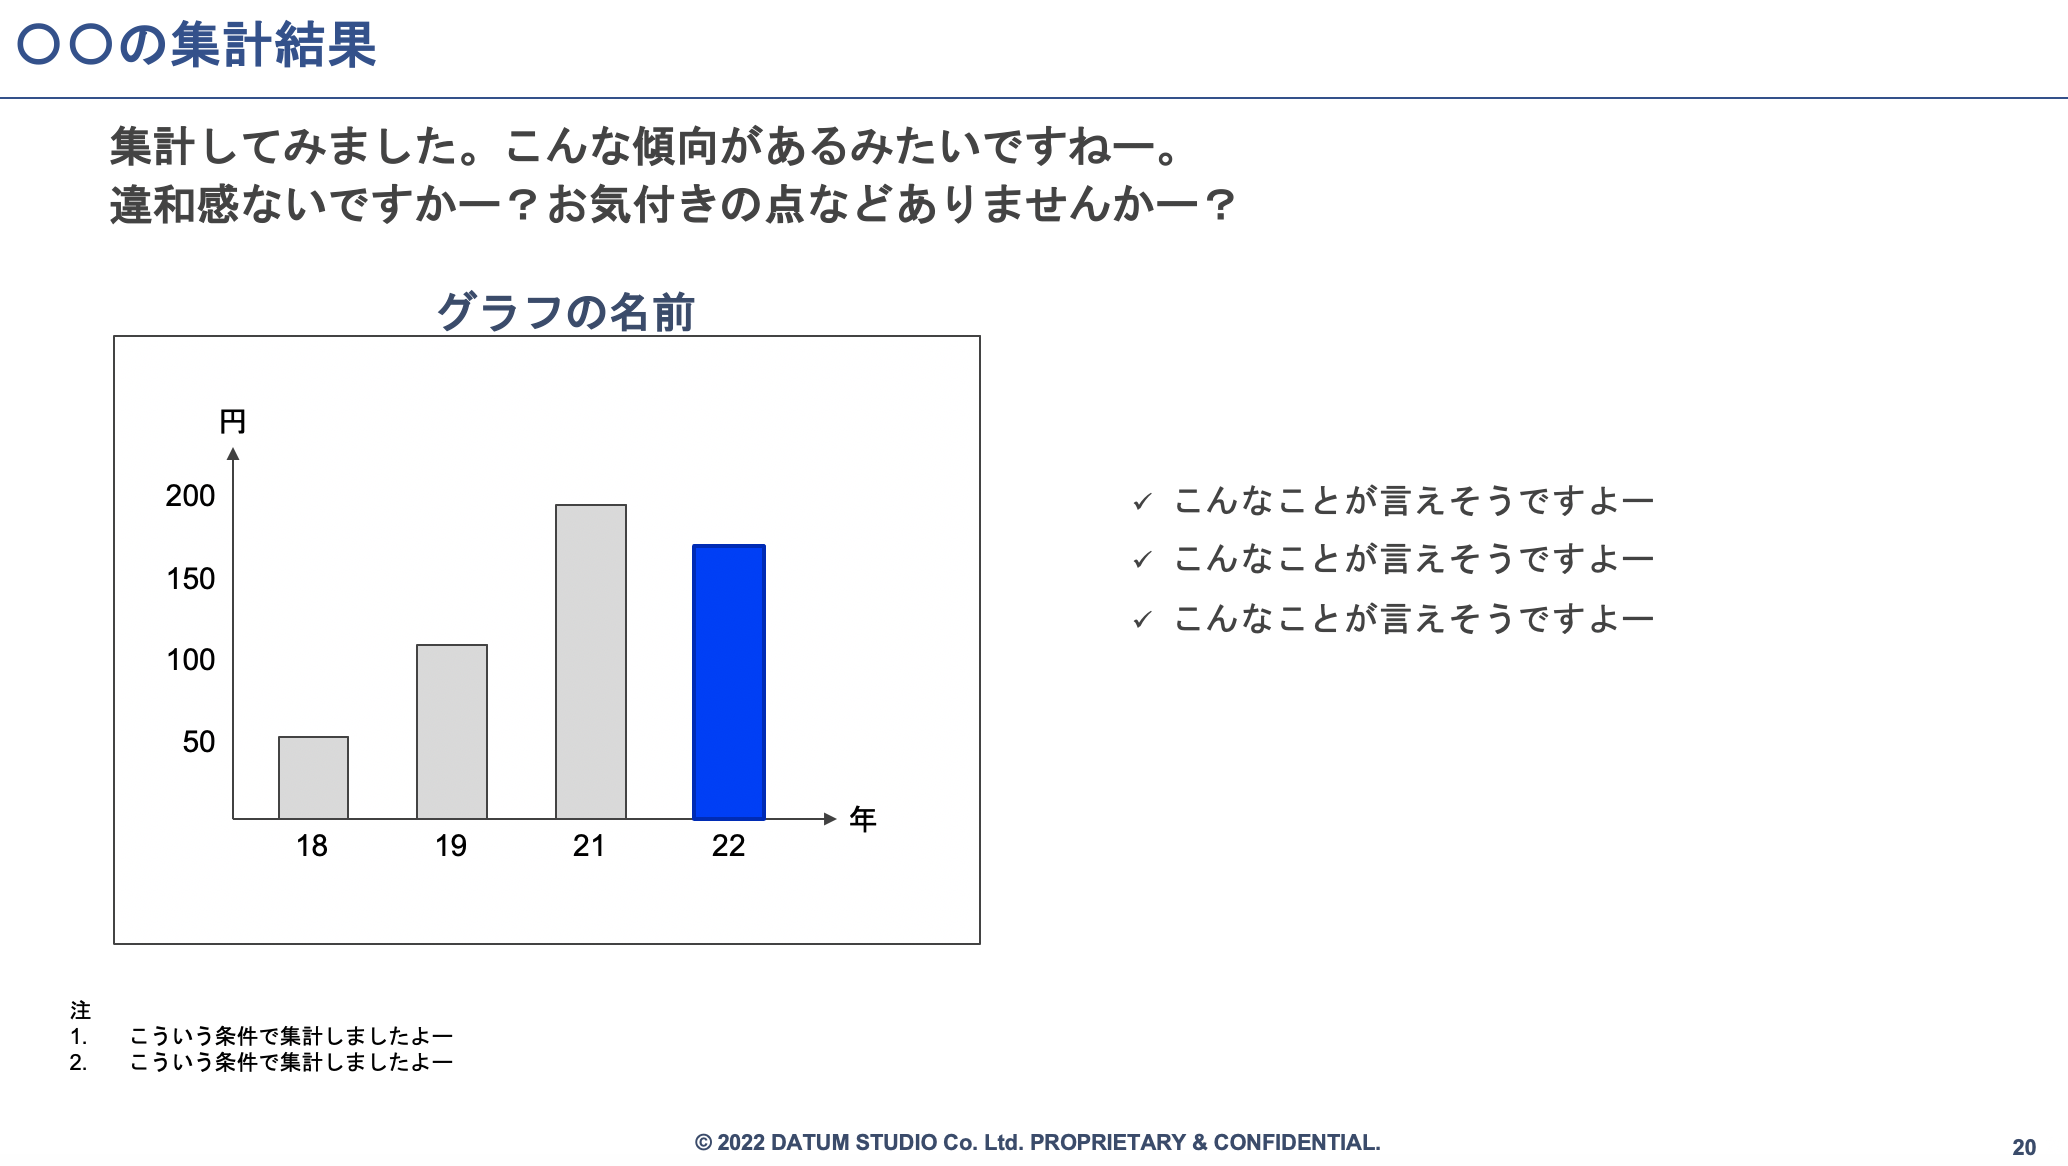 〇〇の集計結果
集計してみました。こんな傾向があるみたいですねー。
違和感ないですかー？お気付きの点などありませんかー？
グラフの名前
円
200
150
100
50
18 19 21 22
年
✓ こんなことが言えそうですよー
✓ こんなことが言えそうですよー
✓ こんなことが言えそうですよー
注
1. こういう条件で集計しましたよー
2. こういう条件で集計しましたよー
© 2022 DATUM STUDIO Co. Ltd. PROPRIETARY & CONFIDENTIAL.
20